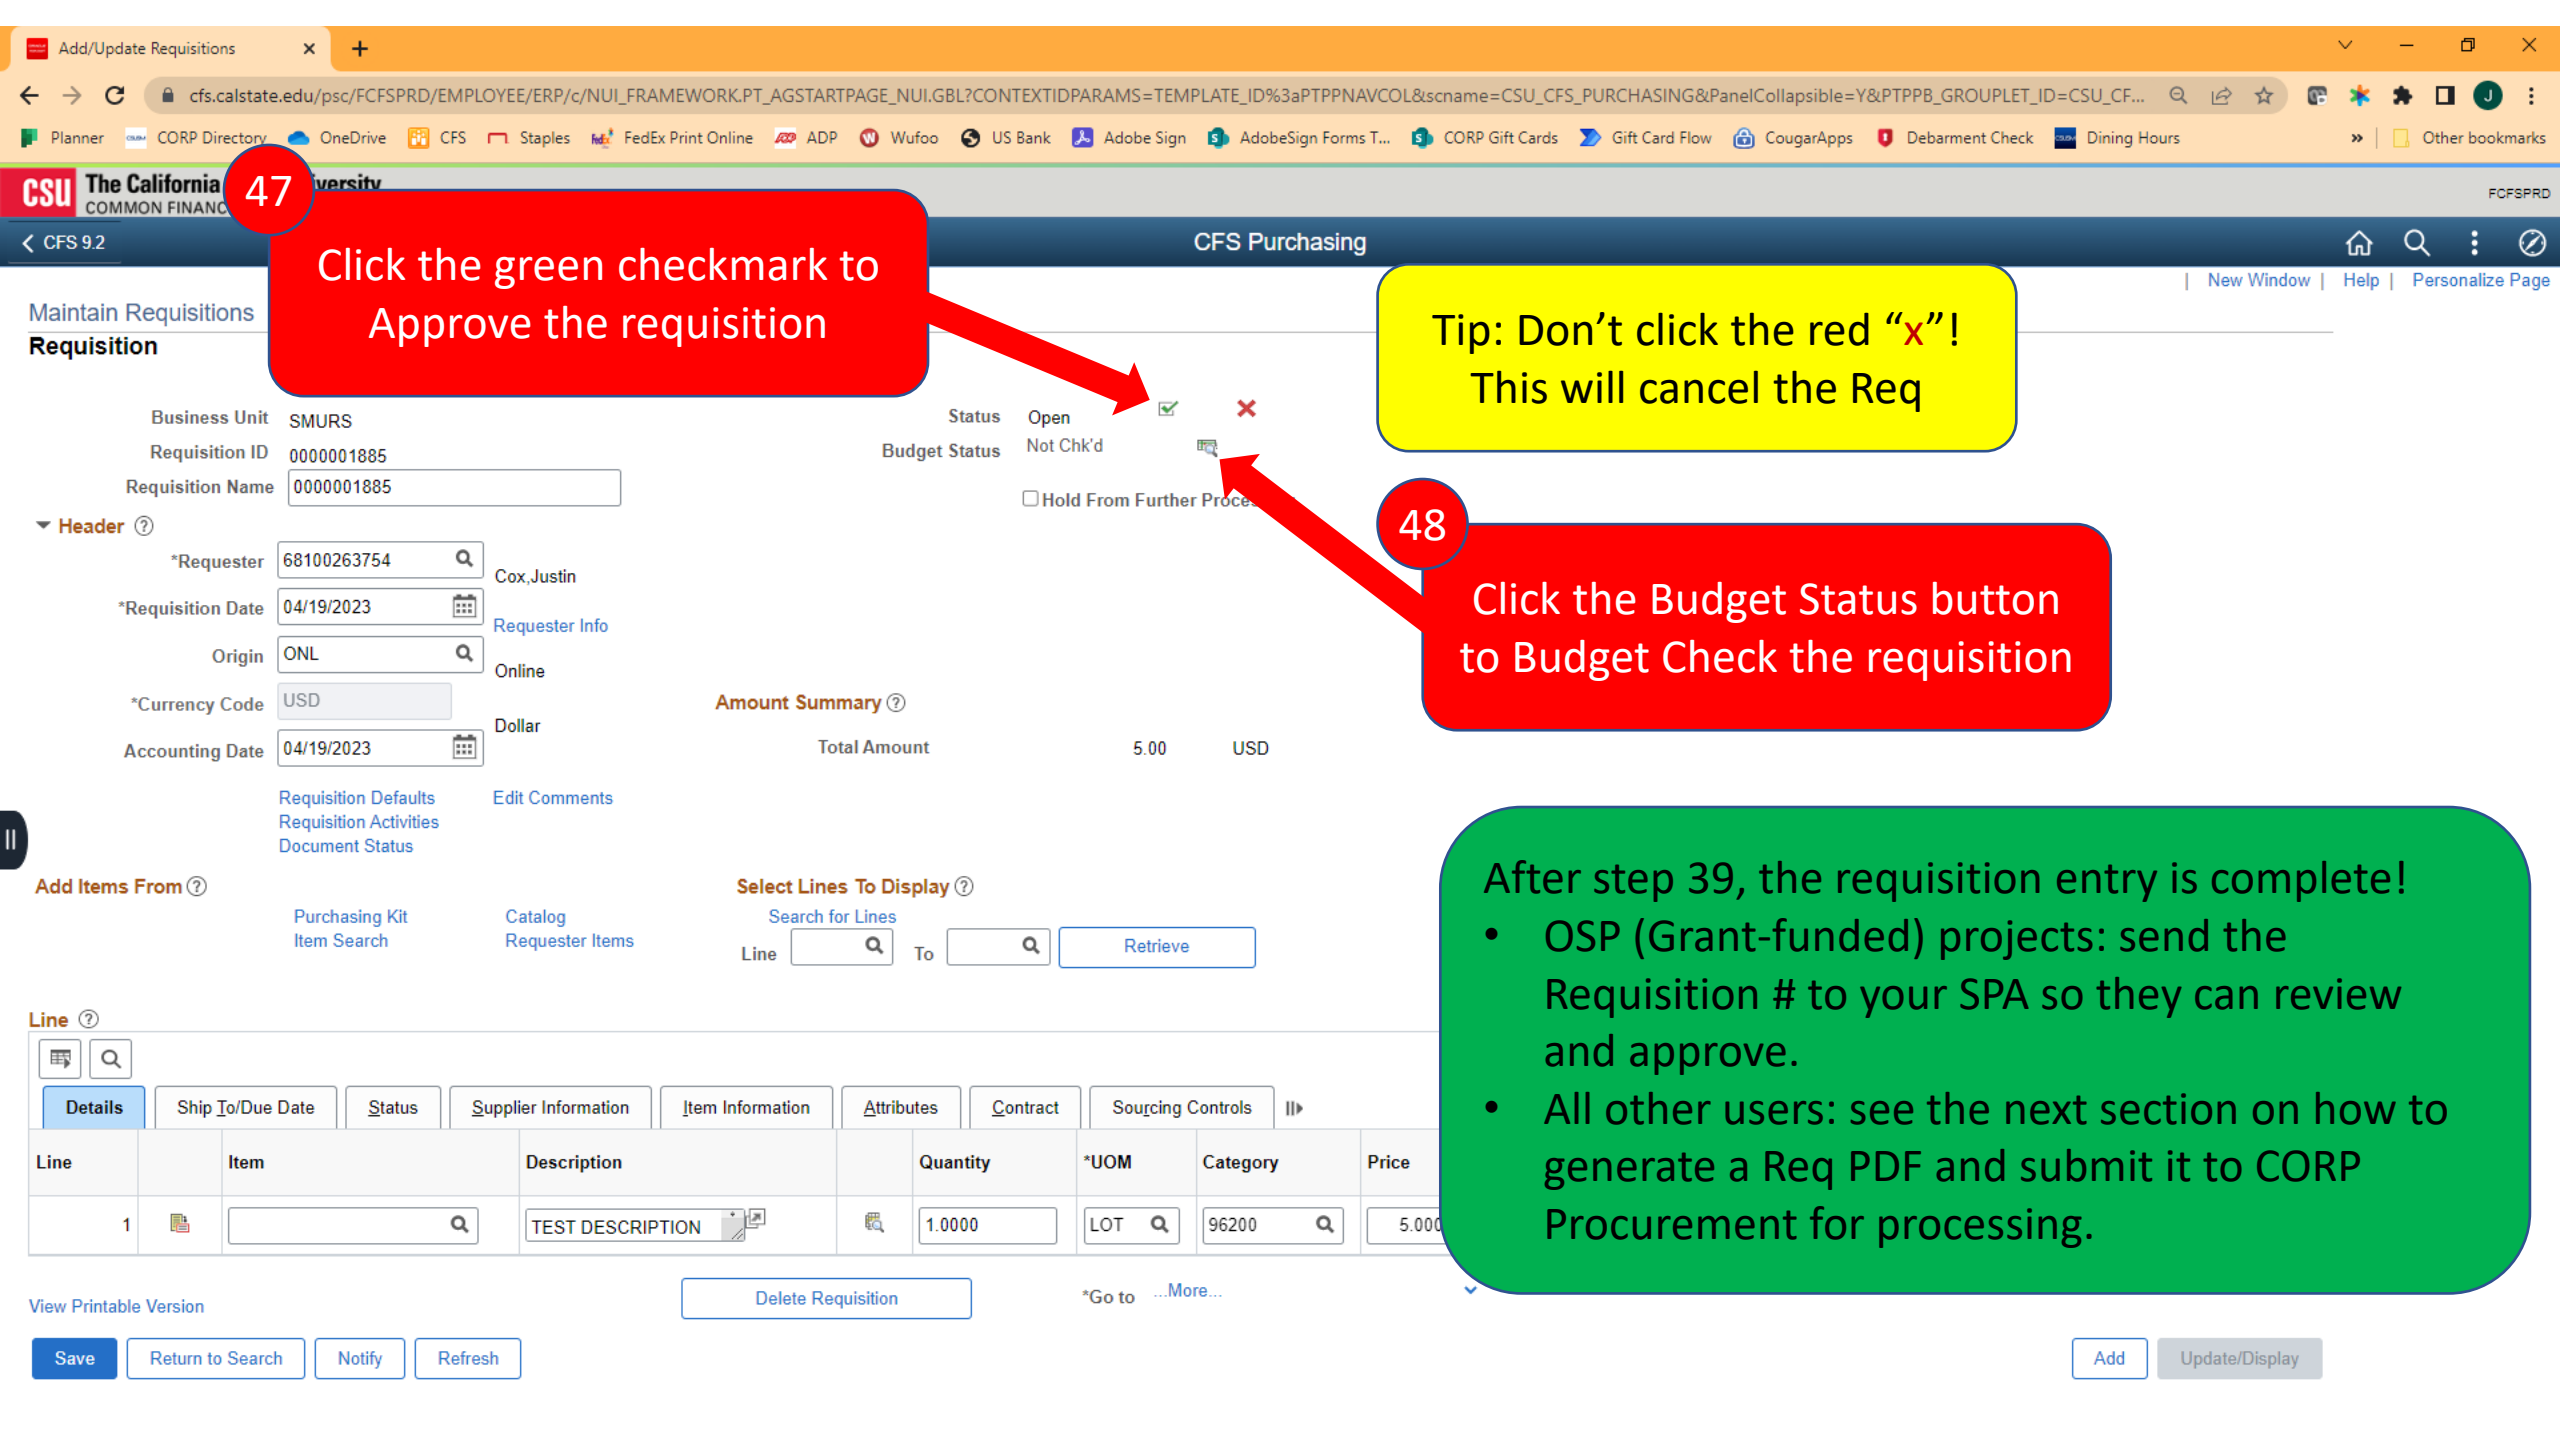 Add/Update Requisitions
cfs.calstate.edu/psc/FCFSPRD/EMPLOYEE/ERP/c/NUI_FRAMEWORK.PT_AGSTARTPAGE_NUI.GBL?CONTEXTIDPARAMS=TEMPLATE_ID%3aPTPPNAVCOL&scname=CSU_CFS_PURCHASING&PanelCollapsible=Y&PTPPB_GROUPLET_ID=CSU_CF...
J
Planner CORP Directory OneDrive CFS Staples FedEx Print Online ADP Wufoo US Bank Adobe Sign AdobeSign Forms T... CORP Gift Cards Gift Card Flow CougarApps Debarment Check Dining Hours » Other bookmarks
CSU The California
COMMON FINANC
FCFSPRD
47
CFS 9.2
CFS Purchasing
Click the green checkmark to
Approve the requisition
New Window | Help | Personalize Page
Maintain Requisitions
Requisition
Tip: Don’t click the red “x”!
This will cancel the Req
Business Unit SMURS
Status Open
Requisition ID 0000001885
Budget Status Not Chk'd
Requisition Name 0000001885
Hold From Further
48
Click the Budget Status button
to Budget Check the requisition
Header
*Requester 68100263754 Cox,Justin
*Requisition Date 04/19/2023
Requester Info
Origin ONL Online
*Currency Code USD Dollar
Amount Summary
Accounting Date 04/19/2023
Total Amount 5.00 USD
Requisition Defaults Edit Comments
Requisition Activities
Document Status
Add Items From
Select Lines To Display
Purchasing Kit Catalog Search for Lines
Item Search Requester Items
Line To Retrieve
After step 39, the requisition entry is complete!
• OSP (Grant-funded) projects: send the
Requisition # to your SPA so they can review
and approve.
• All other users: see the next section on how to
generate a Req PDF and submit it to CORP
Procurement for processing.
Line
Details Ship To/Due Date Status Supplier Information Item Information Attributes Contract Sourcing Controls
Line Item Description Quantity *UOM Category Price
1 TEST DESCRIPTION 1.0000 LOT 96200 5.000
View Printable Version
Delete Requisition
*Go to ...More...
Save Return to Search Notify Refresh
Add Update/Display